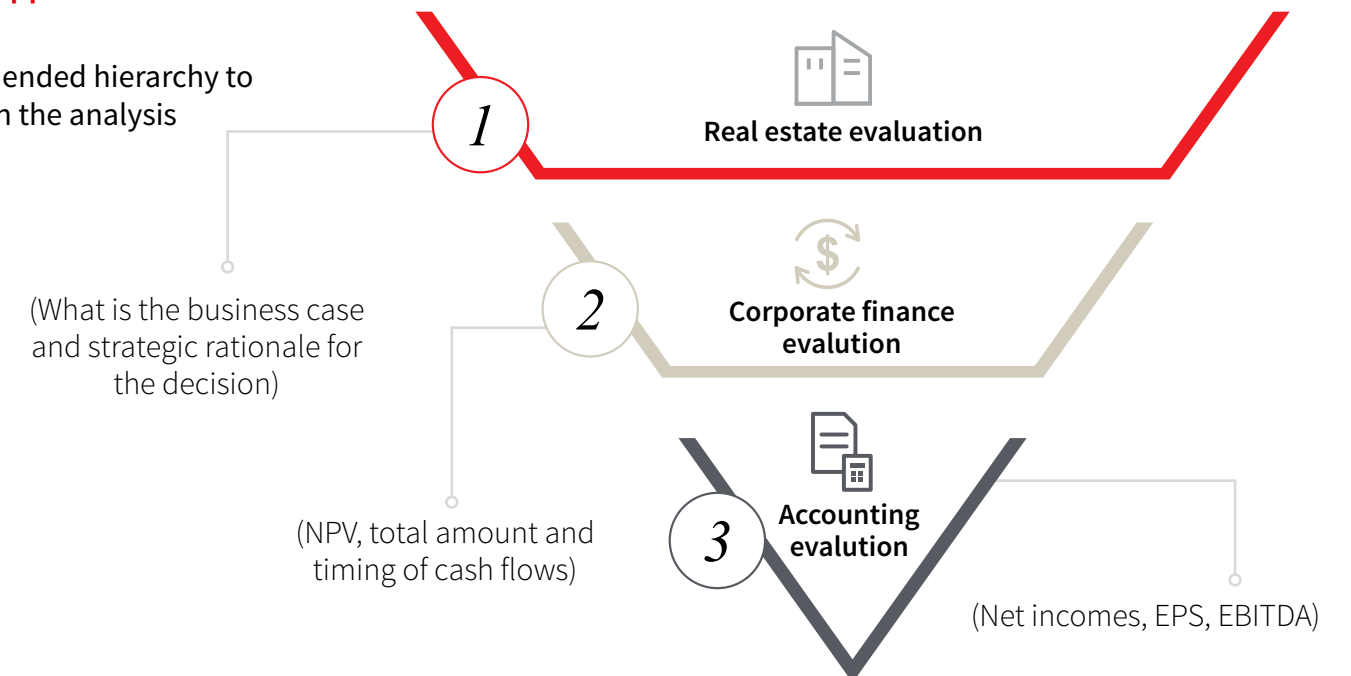 ended hierarchy to
the analysis
1
Real estate evaluation
(What is the business case
and strategic rationale for
the decision)
2
$
Corporate finance
evalution
(NPV, total amount and
timing of cash flows)
3
Accounting
evalution
(Net incomes, EPS, EBITDA)